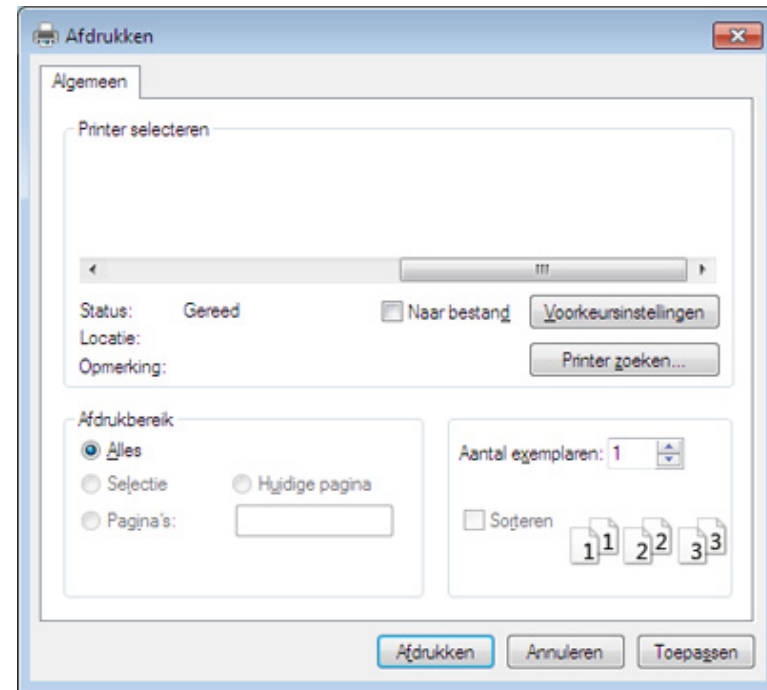 Afdrukken
Algemeen
Printer selecteren
Status: Gereed
Naar bestand
Voorkeursinstellingen
Locatie:
Opmerking:
Printer zoeken...
Afdrukbereik
Alles
Selectie
Huidige pagina
Pagina's:
Aantal exemplaren: 1
Sorteren
1 1 2 2 3 3
Afdrukken
Annuleren
Toepassen